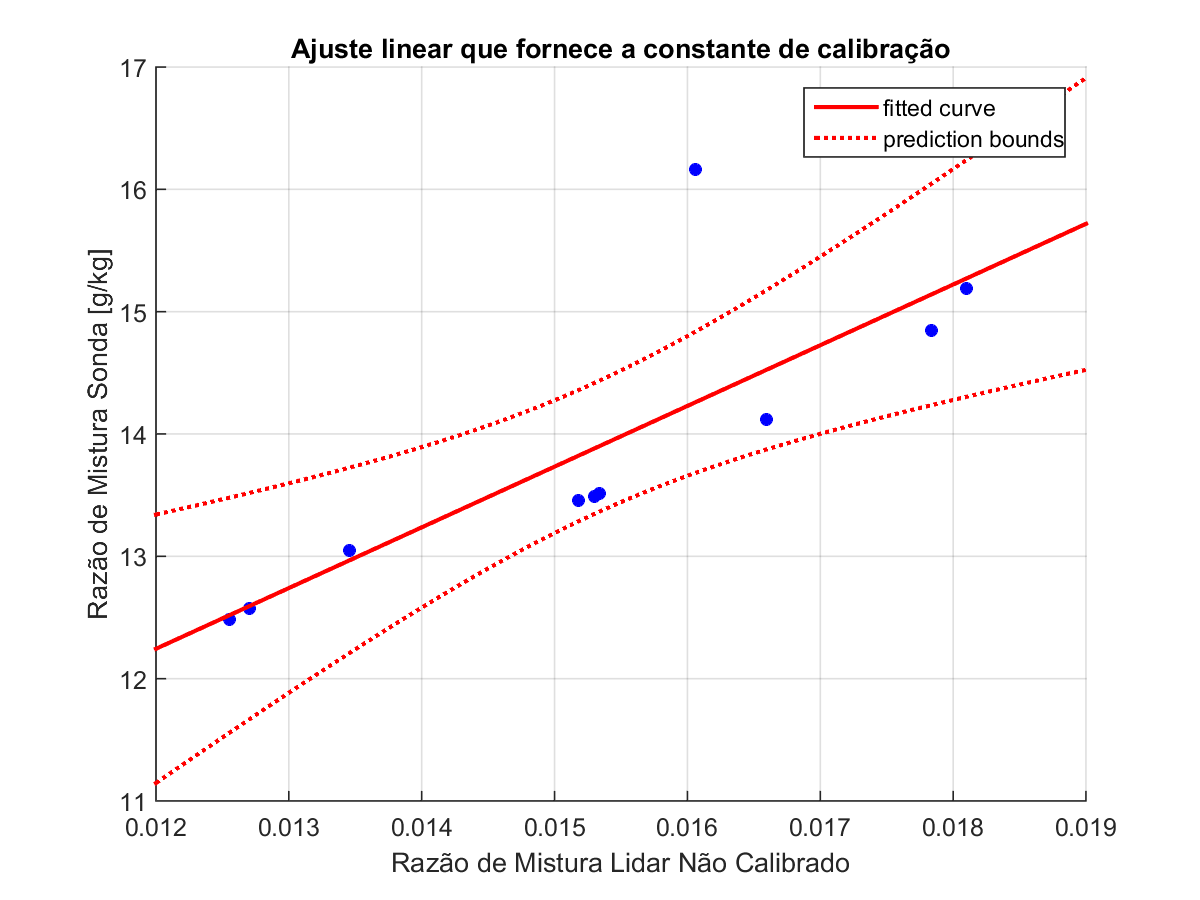 Ajuste linear que fornece a constante de calibração
17
16
15
14
13
12
11
Razão de Mistura Sonda [g/kg]
fitted curve
prediction bounds
0.012 0.013 0.014 0.015 0.016 0.017 0.018 0.019
Razão de Mistura Lidar Não Calibrado